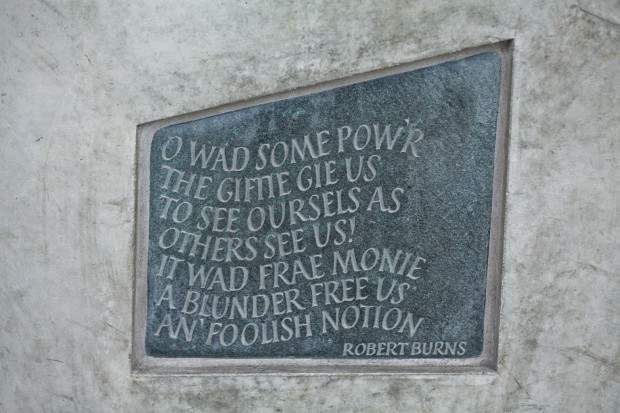 O WAD SOME POW'R
THE GIFTIE GIE US
TO SEE OURSELS AS
OTHERS SEE US!
IT WAD FRAE MONIE
A BLUNDER FREE US
AN' FOOLISH NOTION
ROBERT BURNS